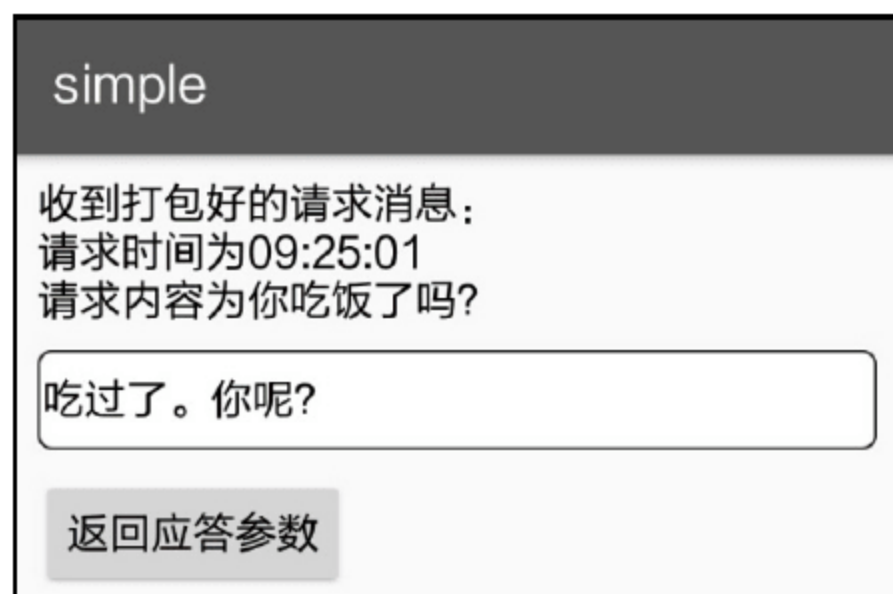 simple
收到打包好的请求消息：
请求时间为09:25:01
请求内容为你吃饭了吗?
吃过了。你呢?
返回应答参数